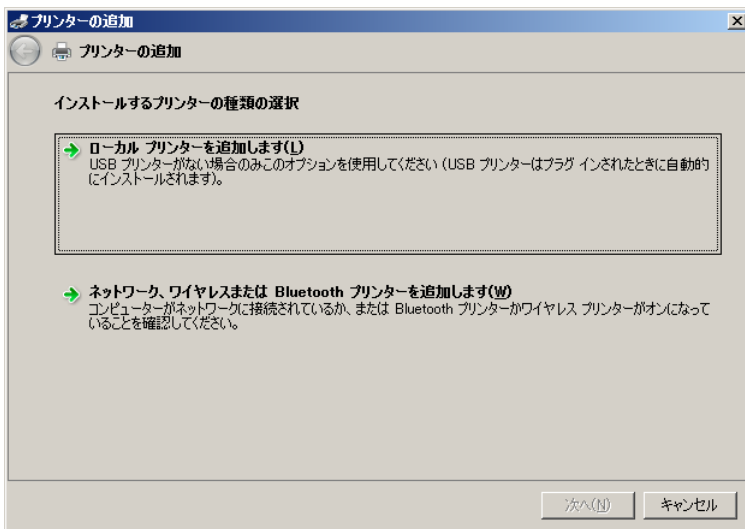 プリンターの追加
プリンターの追加
インストールするプリンターの種類の選択
ローカル プリンターを追加します(L)
USB プリンターがない場合のみこのオプションを使用してください (USB プリンターはプラグ インされたときに自動的
にインストールされます)。
ネットワーク、ワイヤレスまたは Bluetooth プリンターを追加します(W)
コンピューターがネットワークに接続されているか、または Bluetooth プリンターかワイヤレス プリンターがオンになって
いることを確認してください。
次へ(N)
キャンセル